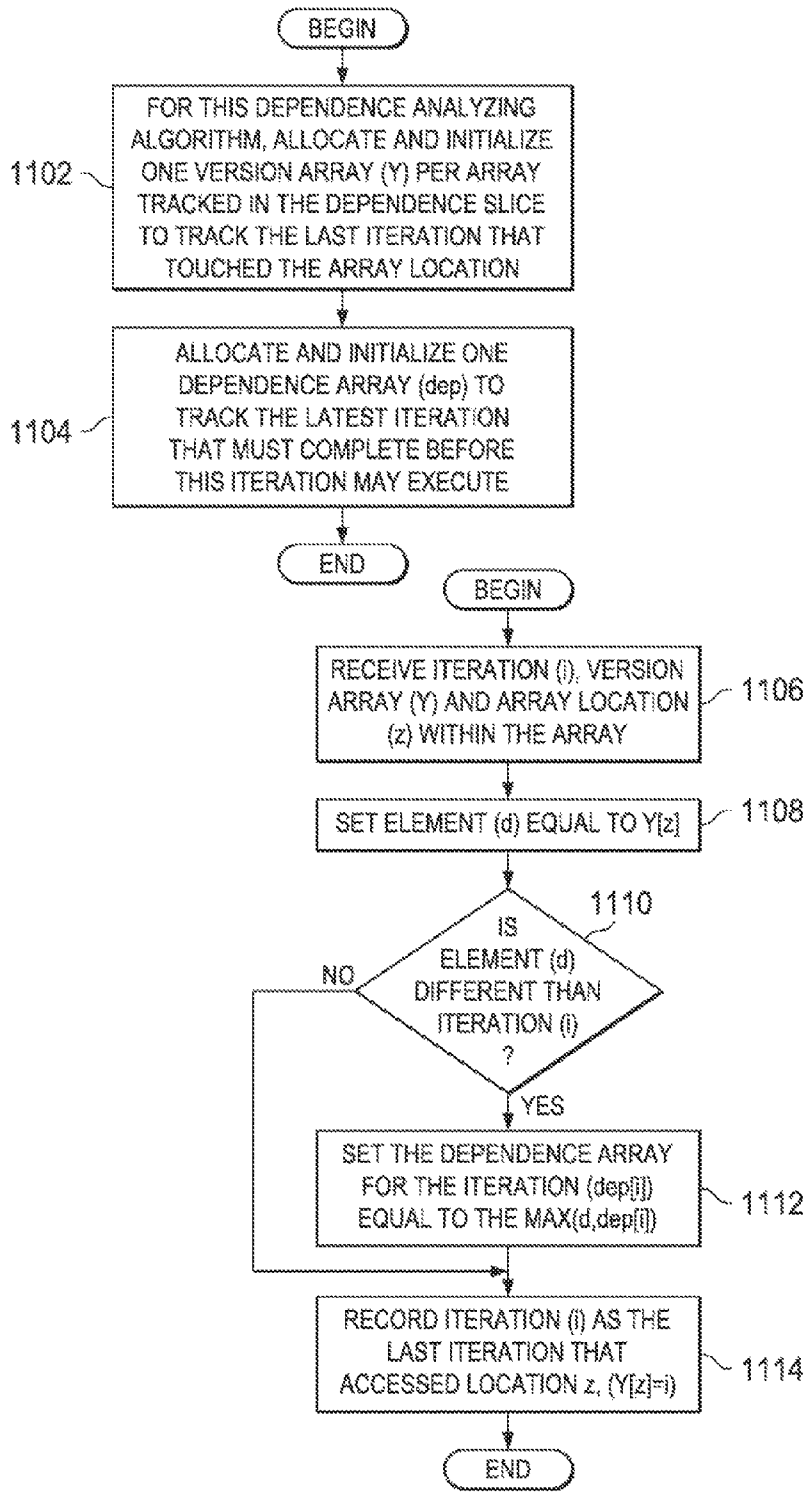 BEGIN
FOR THIS DEPENDENCE ANALYZING
ALGORITHM, ALLOCATE AND INITIALIZE
ONE VERSION ARRAY (Y) PER ARRAY
TRACKED IN THE DEPENDENCE SLICE
TO TRACK THE LAST ITERATION THAT
TOUCHED THE ARRAY LOCATION
1102
ALLOCATE AND INITIALIZE ONE
DEPENDENCE ARRAY (dep) TO
TRACK THE LATEST ITERATION
THAT MUST COMPLETE BEFORE
THIS ITERATION MAY EXECUTE
1104
END
BEGIN
RECEIVE ITERATION (i), VERSION
ARRAY (Y) AND ARRAY LOCATION
(z) WITHIN THE ARRAY
1106
SET ELEMENT (d) EQUAL TO Y[z]
1108
1110
IS
ELEMENT (d)
DIFFERENT THAN
ITERATION (i)
?
NO
YES
SET THE DEPENDENCE ARRAY
FOR THE ITERATION (dep[i])
EQUAL TO THE MAX(d,dep[i])
1112
RECORD ITERATION (i) AS THE
LAST ITERATION THAT
ACCESSED LOCATION z, (Y[z]=i)
1114
END